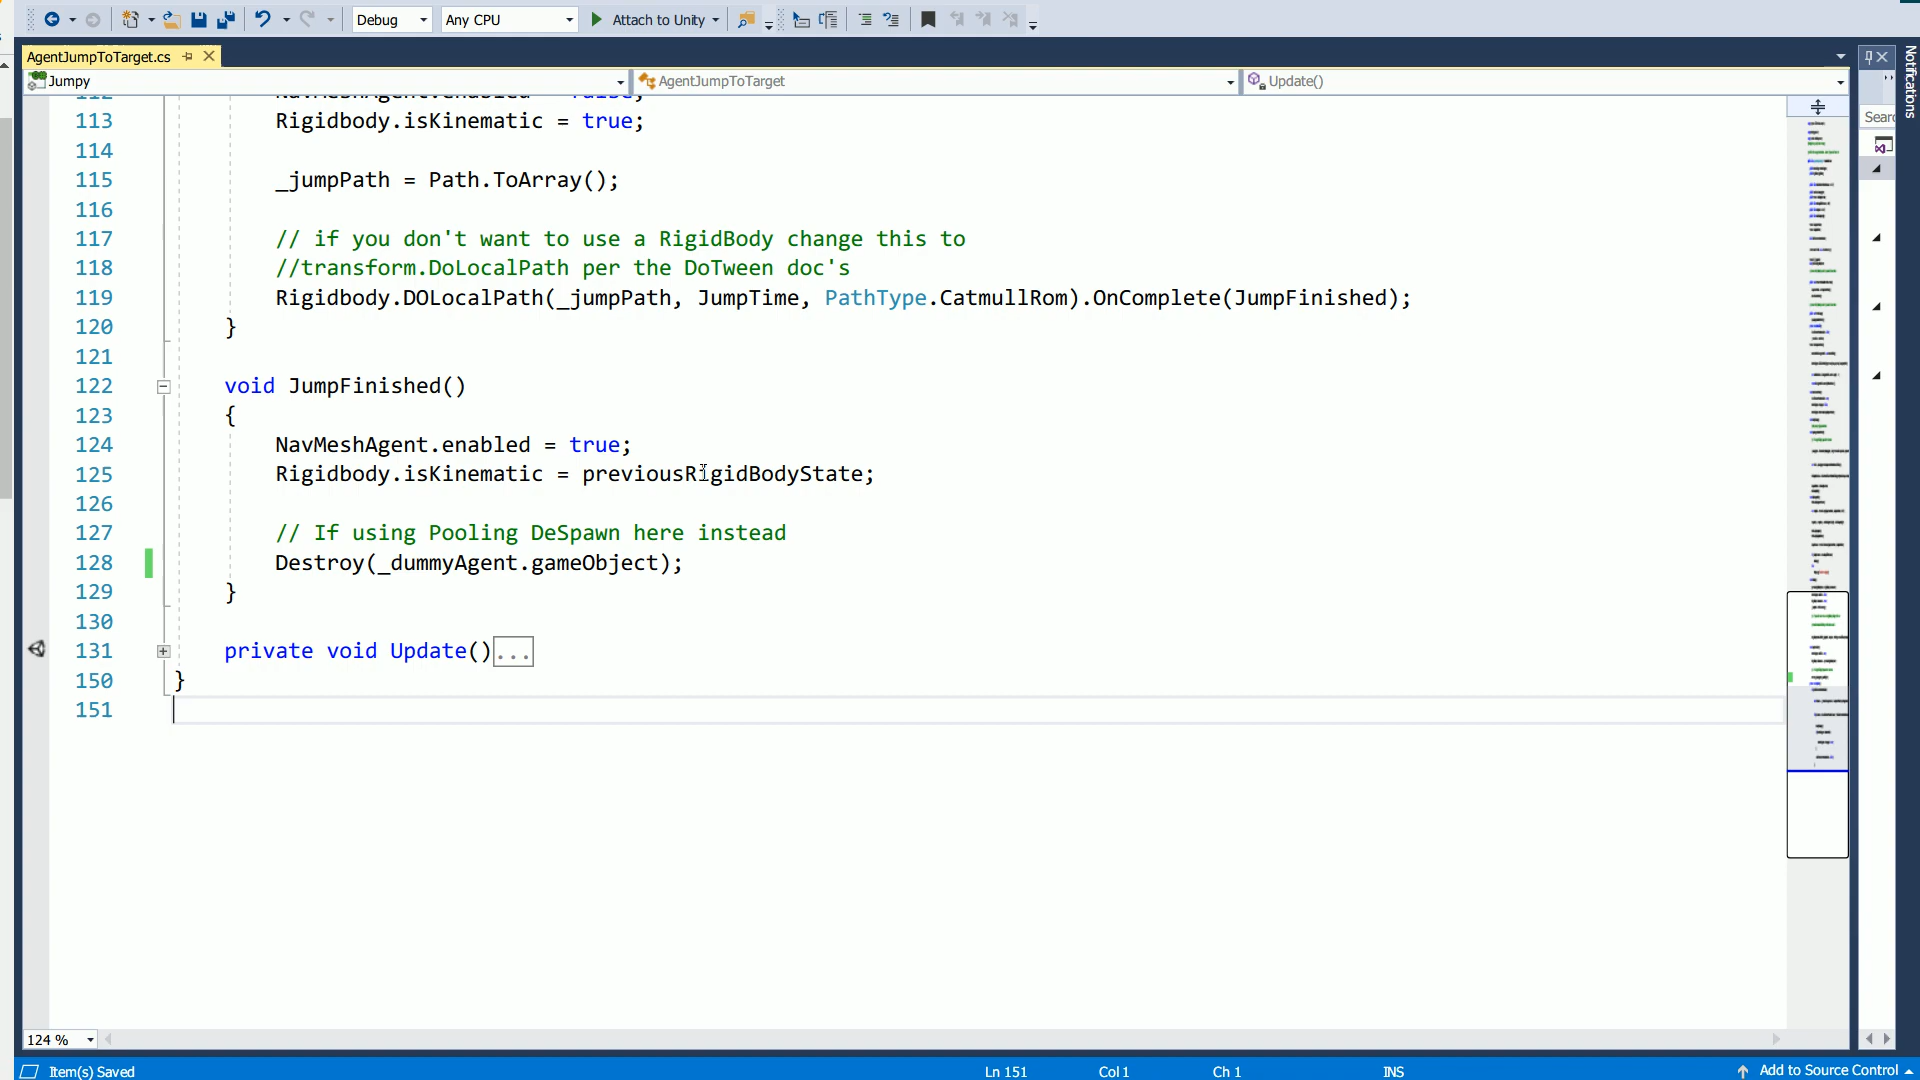 Debug
Any CPU
Attach to Unity
AgentJumpToTarget.cs
Jumpy
AgentJumpToTarget
Update()
Notifications
113 Rigidbody.isKinematic = true;
114
115 _jumpPath = Path.ToArray();
116
117 // if you don't want to use a RigidBody change this to
118 //transform.DoLocalPath per the DoTween doc's
119 Rigidbody.DOLocalPath(_jumpPath, JumpTime, PathType.CatmullRom).OnComplete(JumpFinished);
120 }
121
122 void JumpFinished()
123 {
124 NavMeshAgent.enabled = true;
125 Rigidbody.isKinematic = previousRigidBodyState;
126
127 // If using Pooling DeSpawn here instead
128 Destroy(_dummyAgent.gameObject);
129 }
130
131 private void Update()...
150 }
151
124 %
Item(s) Saved
Ln 151
Col 1
Ch 1
INS
Add to Source Control